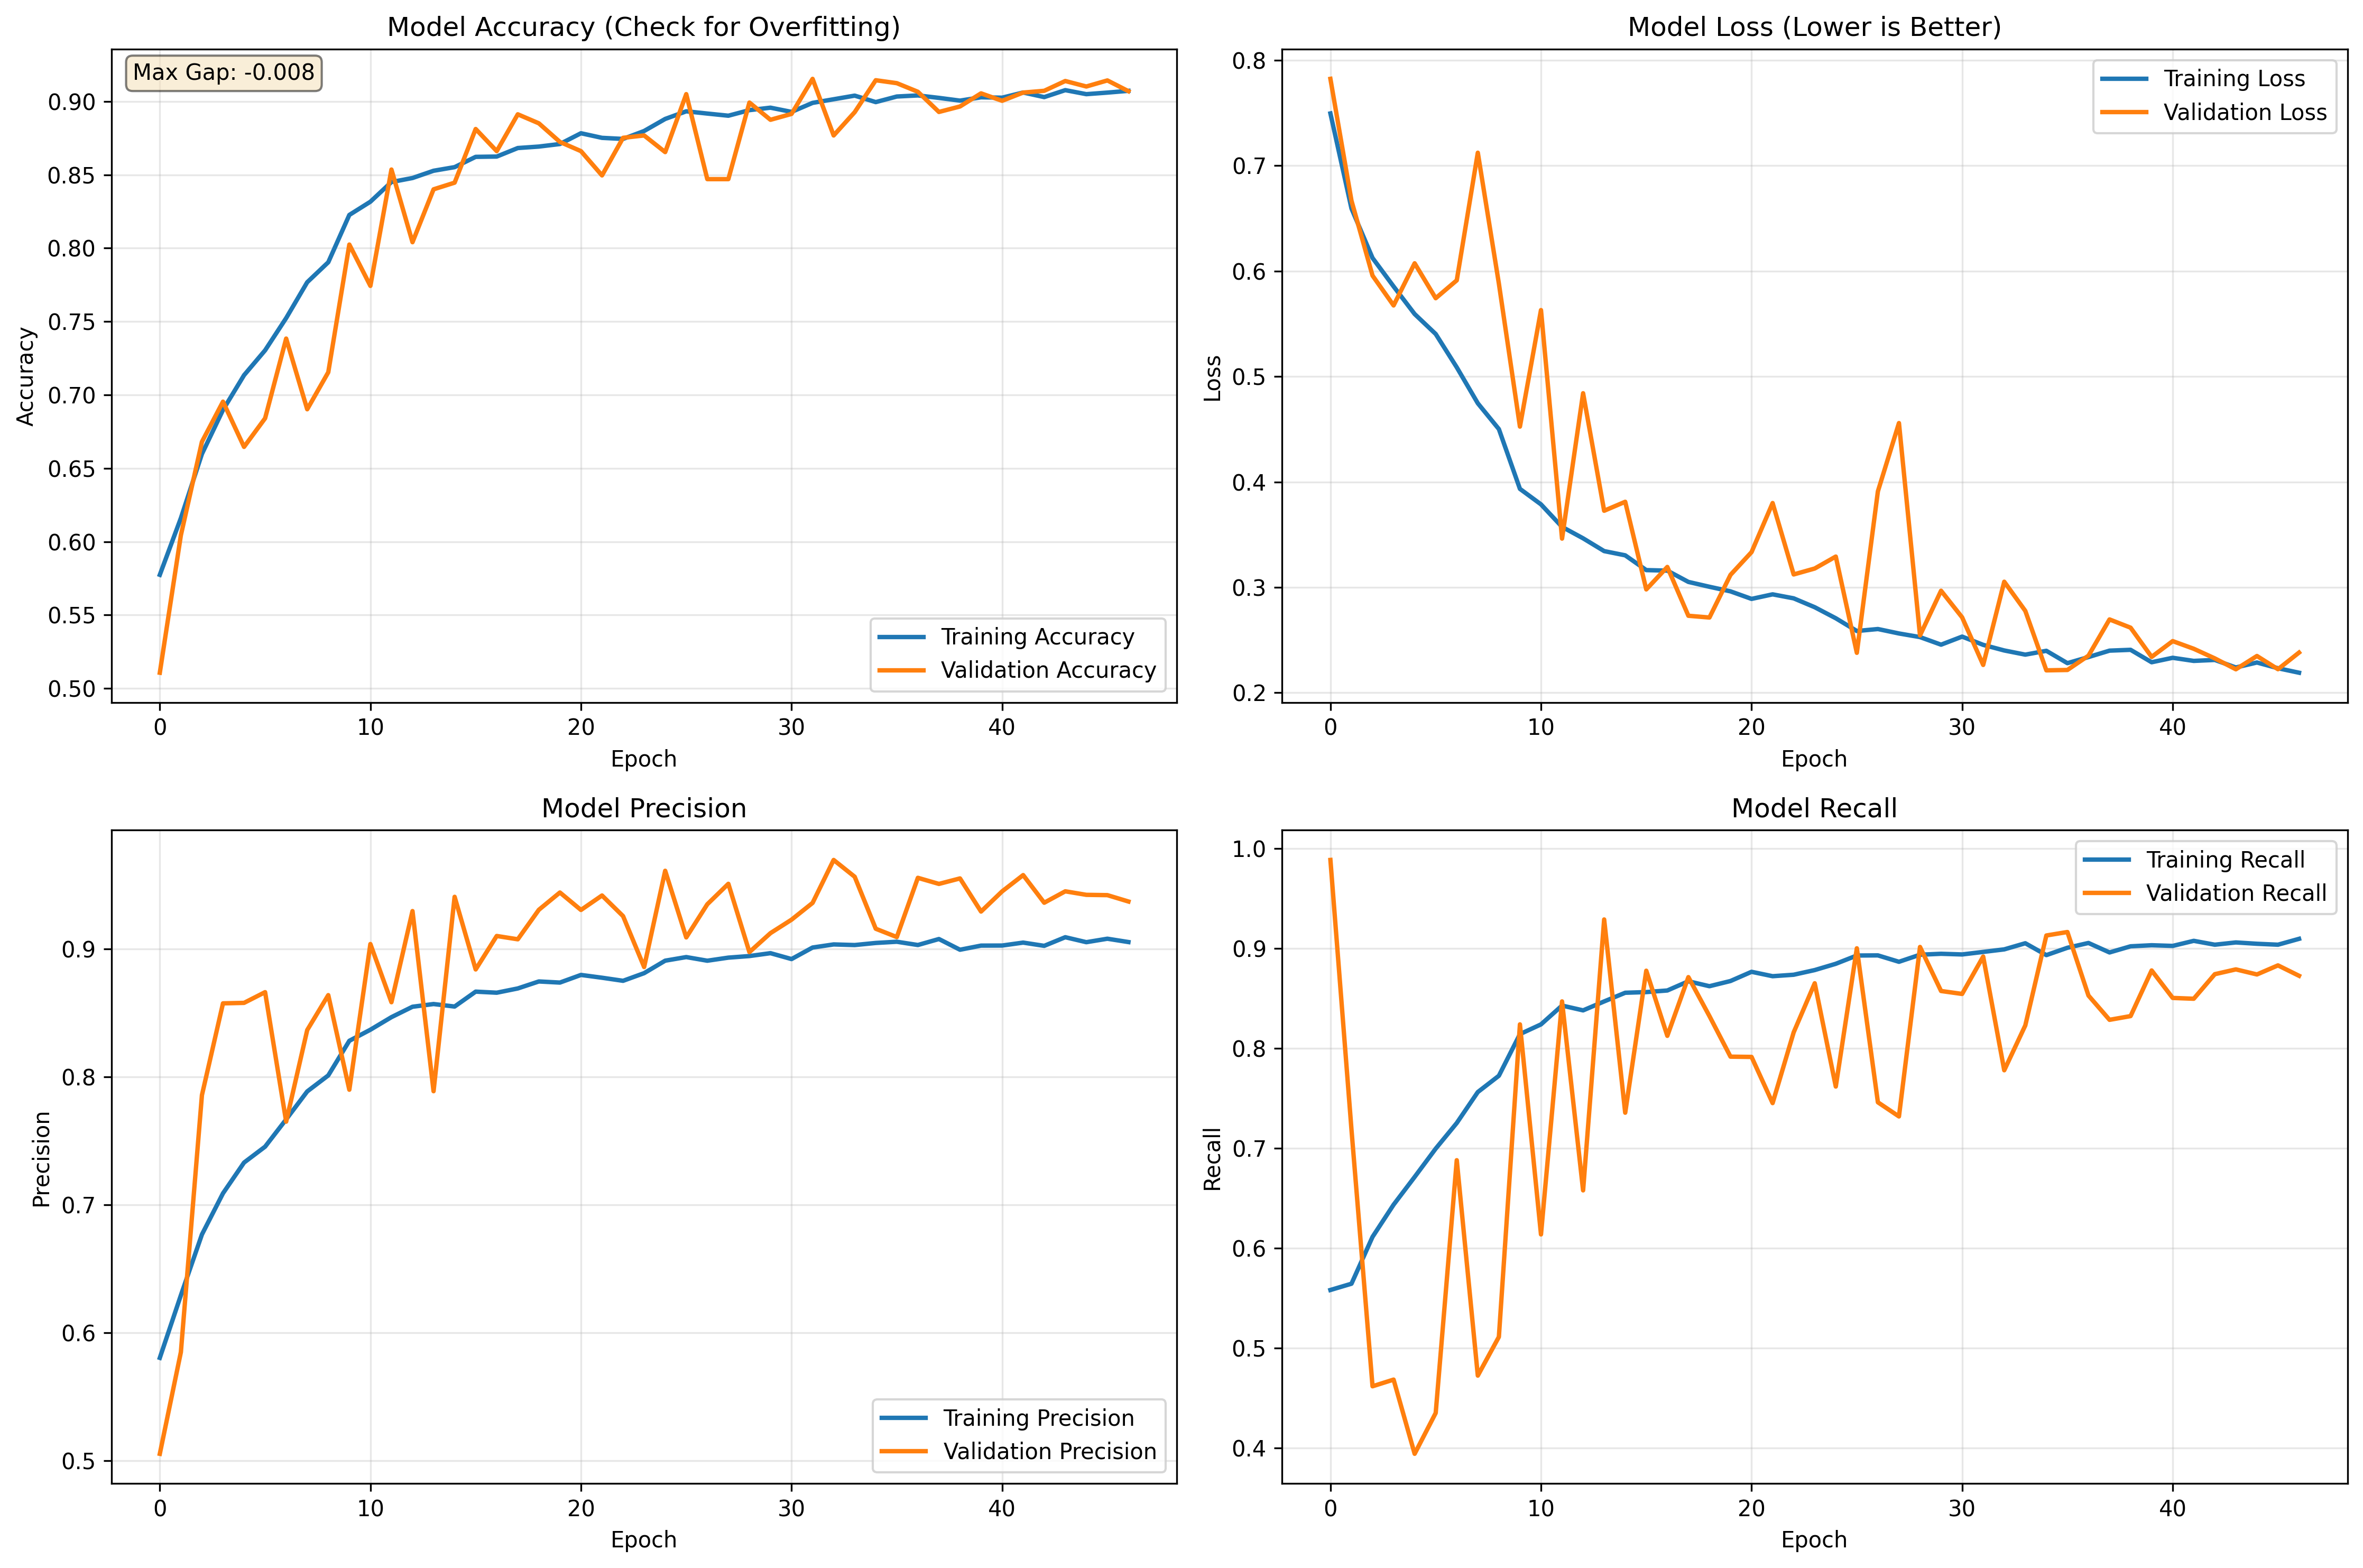 Model Accuracy (Check for Overfitting)
Max Gap: -0.008
0.90
0.85
0.80
0.75
0.70
0.65
0.60
0.55
0.50
Accuracy
Training Accuracy
Validation Accuracy
0 10 20 30 40
Epoch
Model Loss (Lower is Better)
0.8
0.7
0.6
0.5
0.4
0.3
0.2
Loss
Training Loss
Validation Loss
0 10 20 30 40
Epoch
Model Precision
0.9
0.8
0.7
0.6
0.5
Precision
Training Precision
Validation Precision
0 10 20 30 40
Epoch
Model Recall
1.0
0.9
0.8
0.7
0.6
0.5
0.4
Recall
Training Recall
Validation Recall
0 10 20 30 40
Epoch